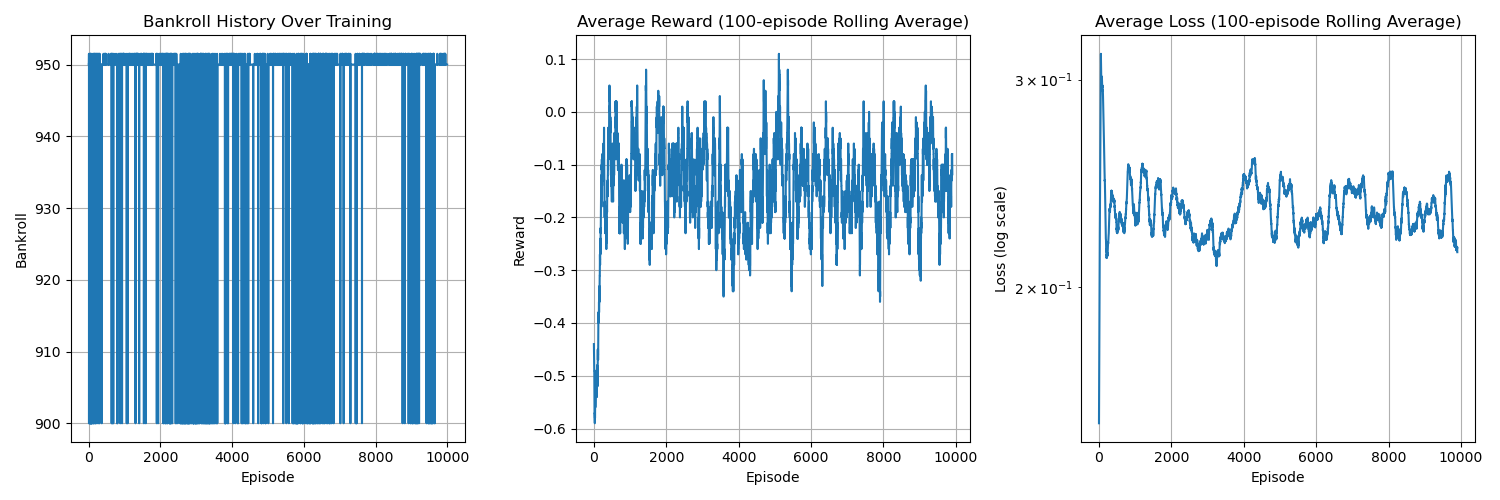 Bankroll History Over Training
Bankroll
950
940
930
920
910
900
0 2000 4000 6000 8000 10000
Episode
Average Reward (100-episode Rolling Average)
Reward
0.1
0.0
−0.1
−0.2
−0.3
−0.4
−0.5
−0.6
0 2000 4000 6000 8000 10000
Episode
Average Loss (100-episode Rolling Average)
Loss (log scale)
3 × 10⁻¹
2 × 10⁻¹
0 2000 4000 6000 8000 10000
Episode